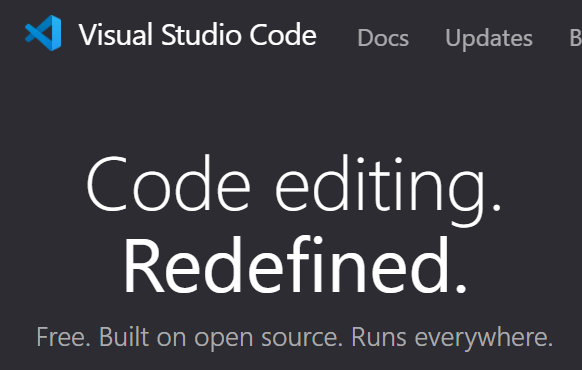 Visual Studio Code Docs Updates B
Code editing.
Redefined.
Free. Built on open source. Runs everywhere.